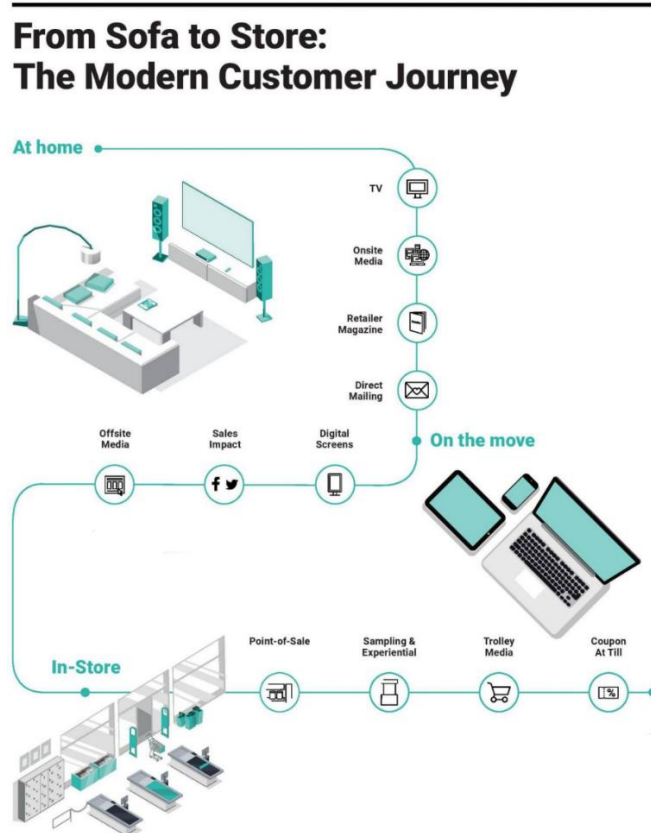 From Sofa to Store:
The Modern Customer Journey
At home
TV
Onsite
Media
Retailer
Magazine
Direct
Mailing
On the move
Digital
Screens
Sales
Impact
Offsite
Media
In-Store
Point-of-Sale
Sampling &
Experiential
Trolley
Media
Coupon
At Till
%